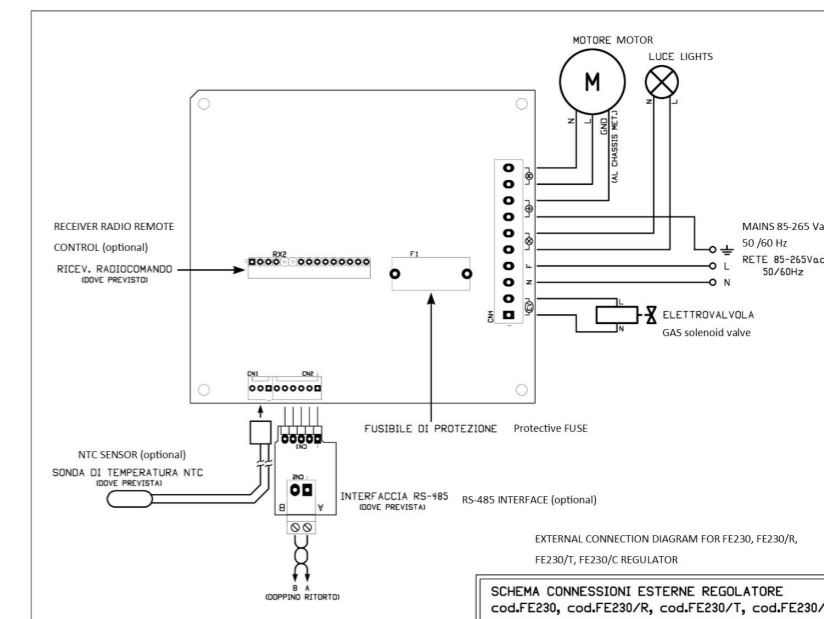 MOTORE MOTOR
LUCE LIGHTS
M
N
L
GND
(AL CHASSIS MET.)
N
L
RECEIVER RADIO REMOTE
CONTROL (optional)
RICEV. RADIOCOMANDO
(DOVE PREVISTO)
RX2
F1
MAINS 85-265 Va
50 /60 Hz
RETE 85-265Vac
50/60Hz
L
N
F
N
EV
CN4
L
N
ELETTROVALVOLA
GAS solenoid valve
CN1
CN2
FUSIBILE DI PROTEZIONE
Protective FUSE
NTC SENSOR (optional)
SONDA DI TEMPERATURA NTC
(DOVE PREVISTA)
CN1
CN2
B
A
INTERFACCIA RS-485
(DOVE PREVISTA)
RS-485 INTERFACE (optional)
B A
(DOPPINO RITORTO)
EXTERNAL CONNECTION DIAGRAM FOR FE230, FE230/R,
FE230/T, FE230/C REGULATOR
SCHEMA CONNESSIONI ESTERNE REGOLATORE
cod.FE230, cod.FE230/R, cod.FE230/T, cod.FE230/